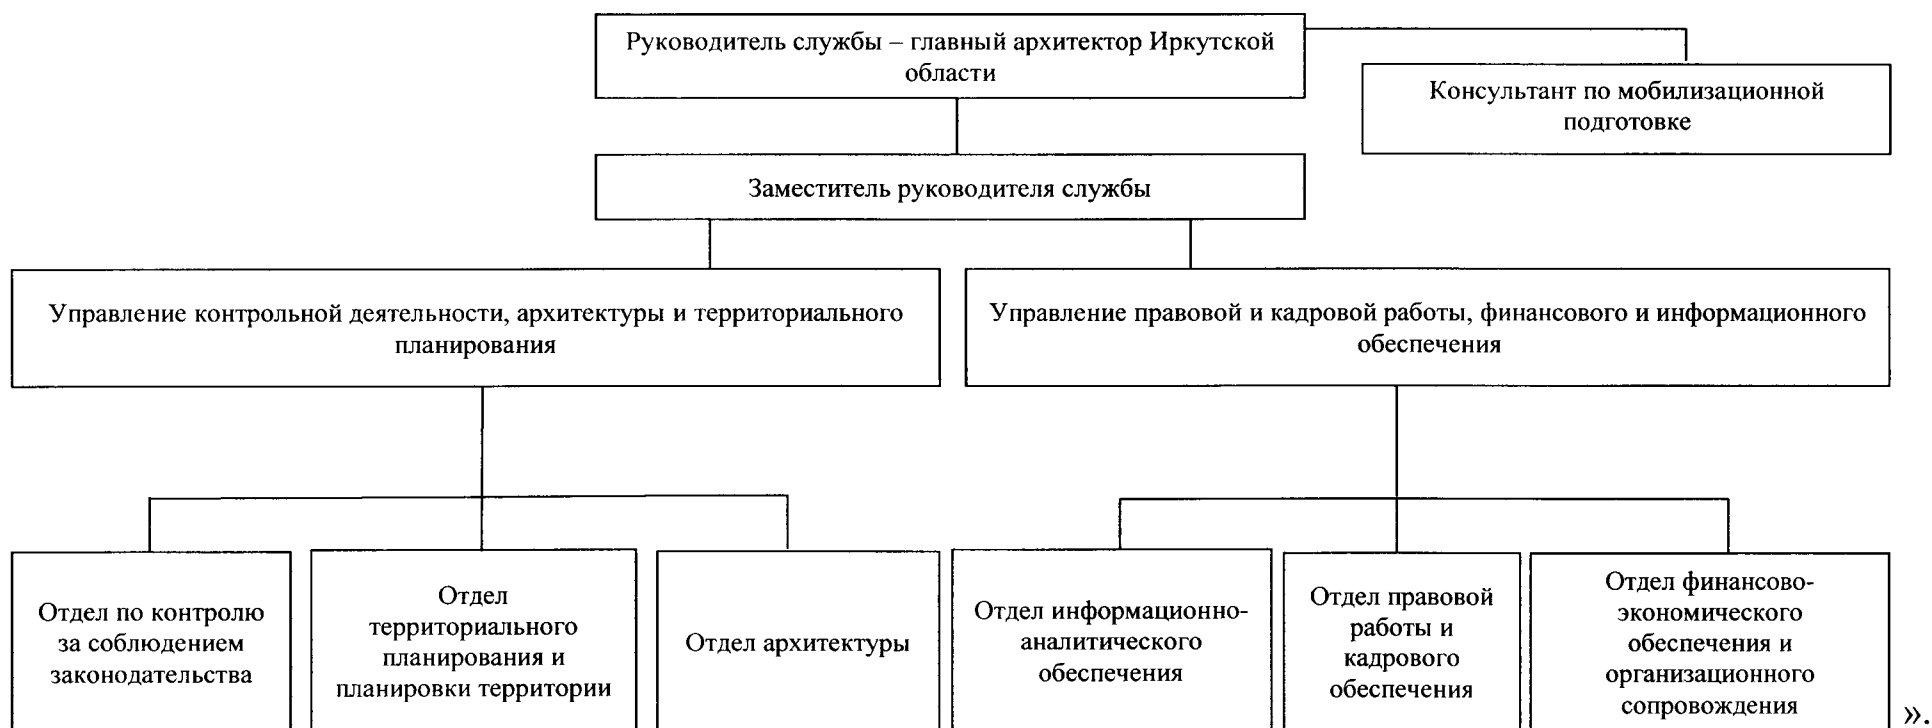 Руководитель службы – главный архитектор Иркутской
области
Консультант по мобилизационной
подготовке
Заместитель руководителя службы
Управление контрольной деятельности, архитектуры и территориального
планирования
Управление правовой и кадровой работы, финансового и информационного
обеспечения
Отдел по контролю
за соблюдением
законодательства
Отдел
территориального
планирования и
планировки территории
Отдел архитектуры
Отдел информационно-
аналитического
обеспечения
Отдел правовой
работы и
кадрового
обеспечения
Отдел финансово-
экономического
обеспечения и
организационного
сопровождения
».